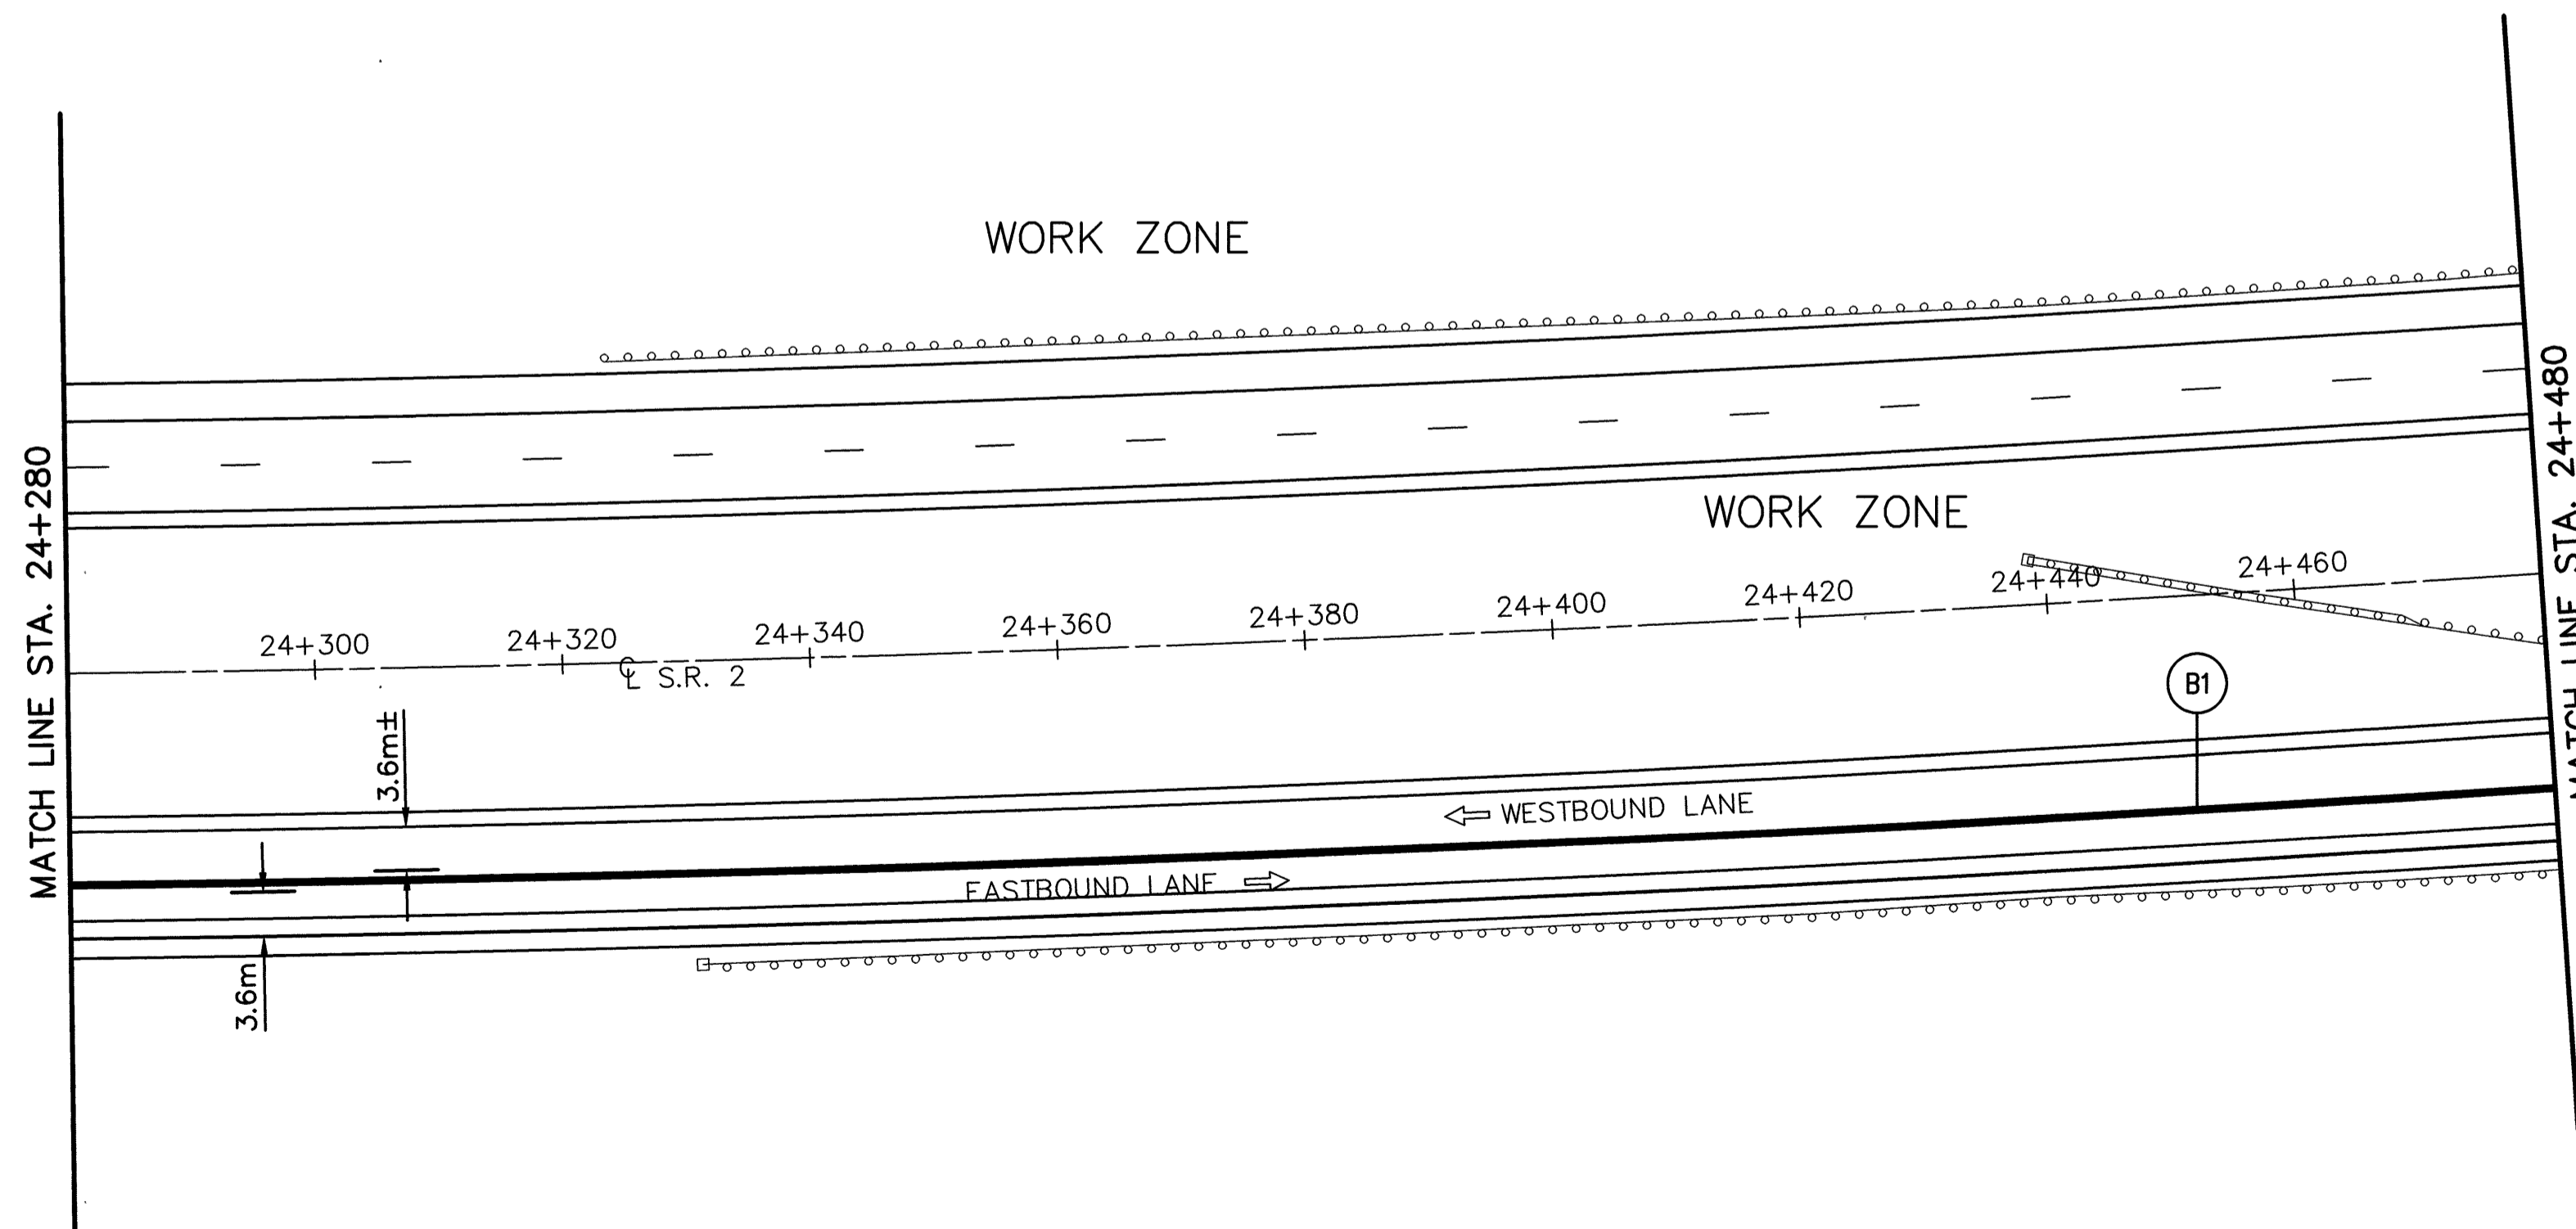 WORK ZONE
WORK ZONE
MATCH LINE STA. 24+280
MATCH LINE STA. 24+480
24+300
24+320
24+340
24+360
24+380
24+400
24+420
24+440
24+460
℄ S.R. 2
B1
3.6m±
WESTBOUND LANE
EASTBOUND LANE
3.6m